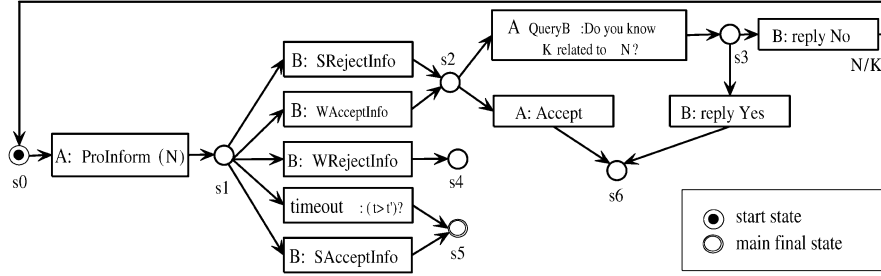 A QueryB :Do you know
K related to N?
B: reply No
s2
s3
N/K
B: SRejectInfo
B: WAcceptInfo
A: Accept
B: reply Yes
A: ProInform (N)
s0
s1
B: WRejectInfo
s4
s6
timeout :(t>t')?
s5
B: SAcceptInfo
start state
main final state